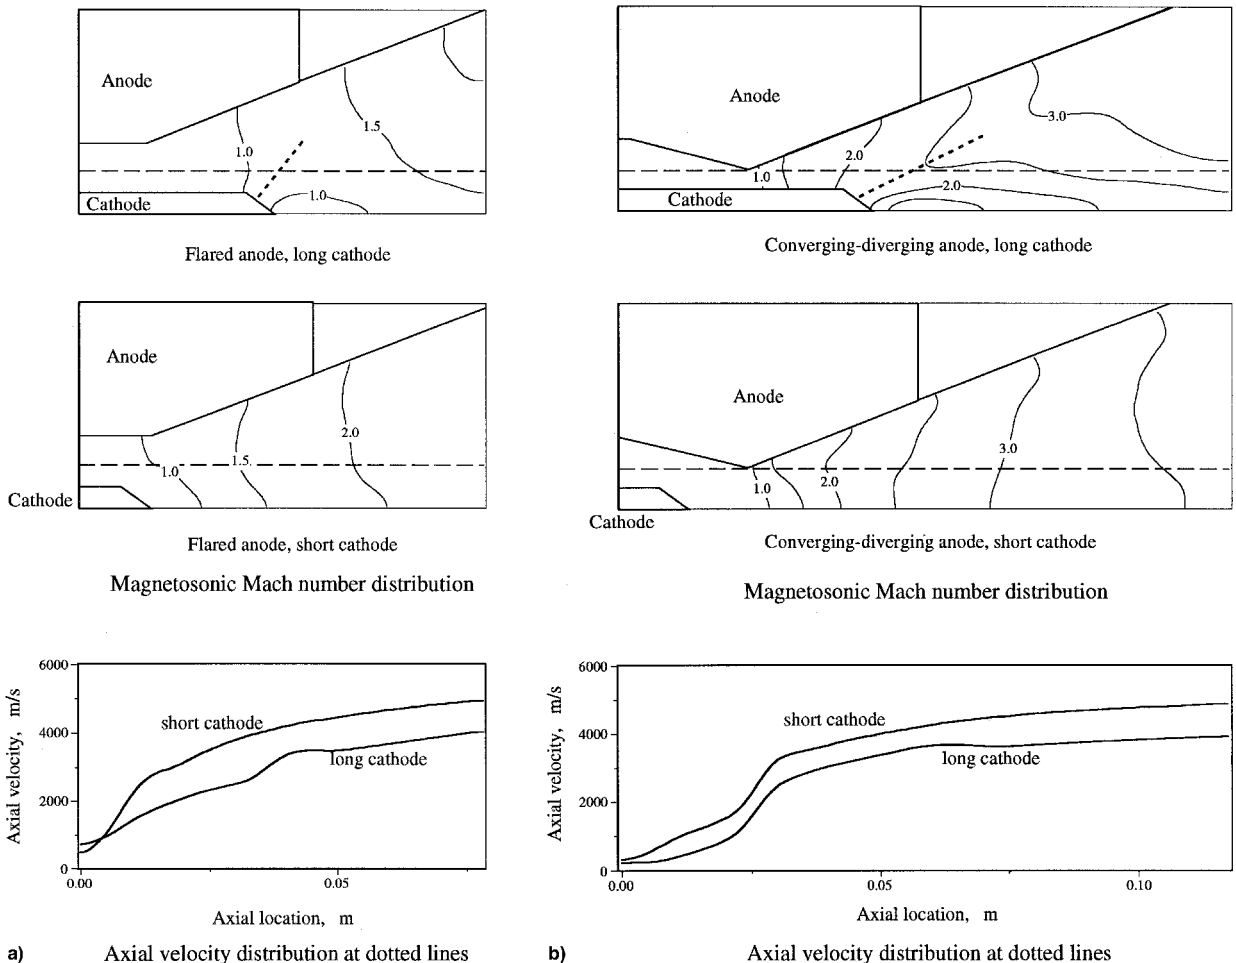 Anode
1.0
1.5
1.0
Cathode
Flared anode, long cathode
Anode
1.0
1.5
2.0
Cathode
Flared anode, short cathode
Magnetosonic Mach number distribution
6000
4000
2000
0
Axial velocity, m/s
short cathode
long cathode
0.00
0.05
Axial location, m
a) Axial velocity distribution at dotted lines
Anode
1.0
2.0
3.0
2.0
Cathode
Converging-diverging anode, long cathode
Anode
1.0
2.0
3.0
Cathode
Converging-diverging anode, short cathode
Magnetosonic Mach number distribution
6000
4000
2000
0
Axial velocity, m/s
short cathode
long cathode
0.00
0.05
0.10
Axial location, m
b) Axial velocity distribution at dotted lines